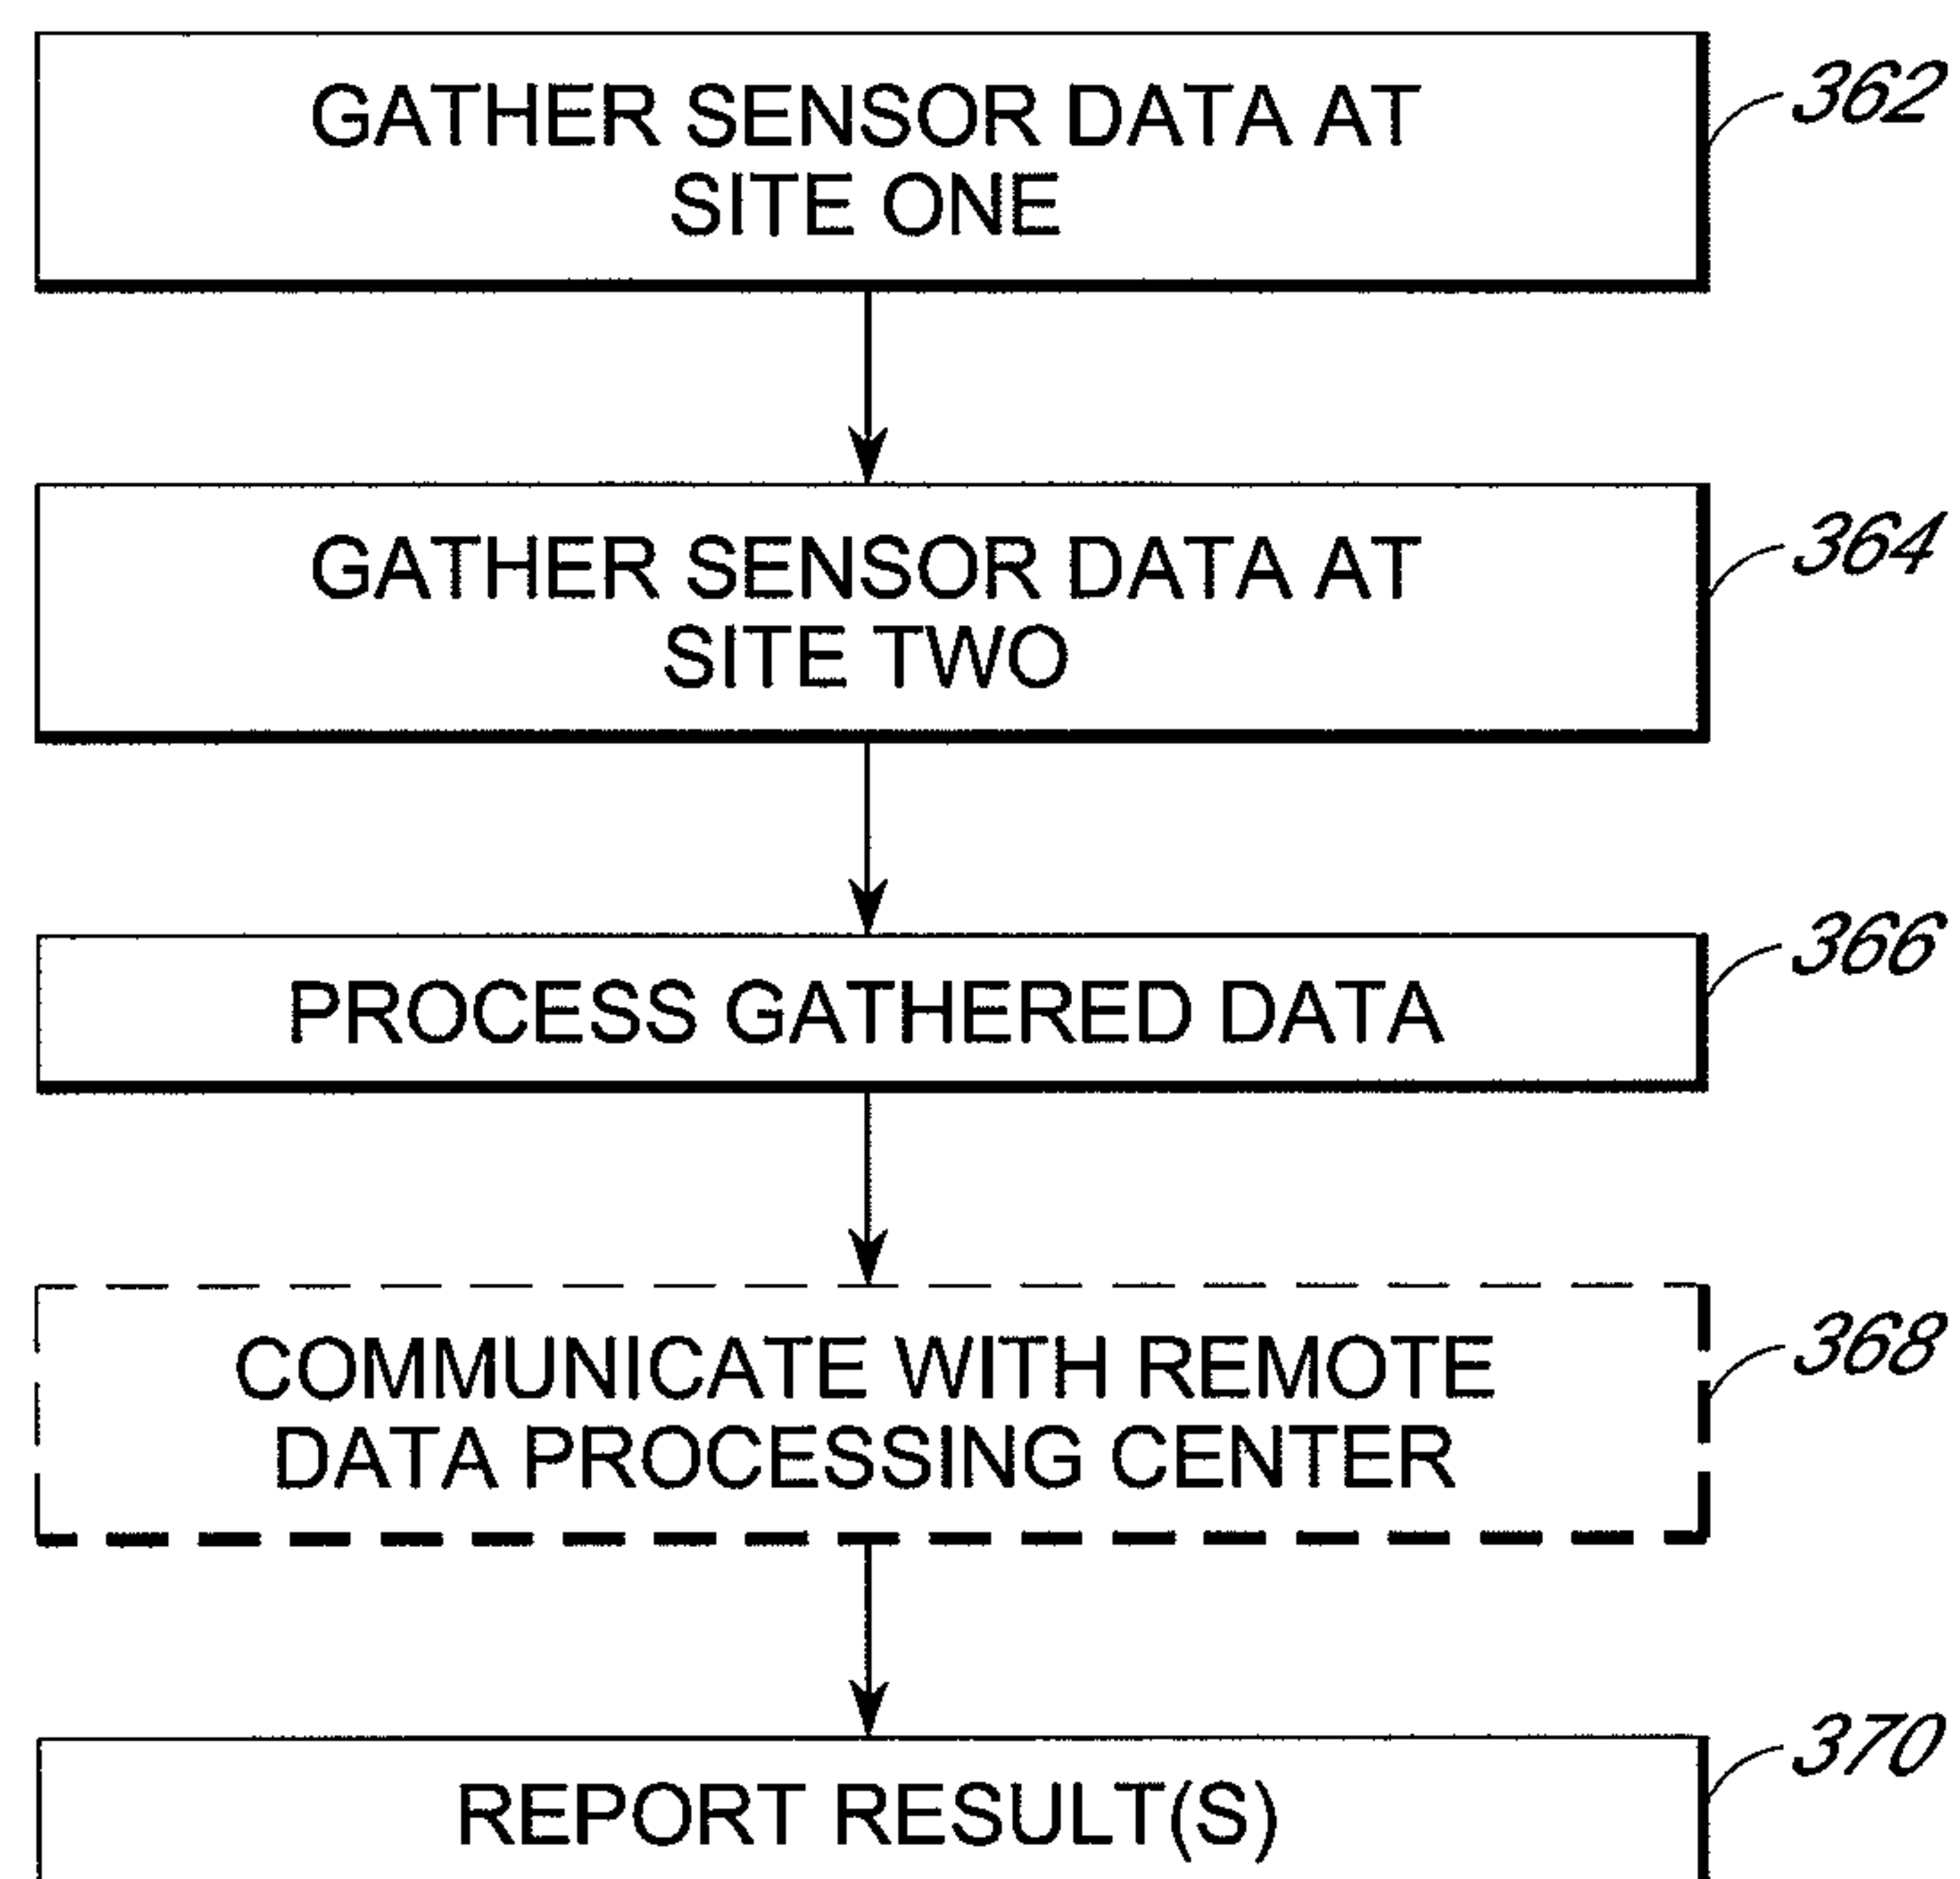 GATHER SENSOR DATA AT
SITE ONE
362
GATHER SENSOR DATA AT
SITE TWO
364
PROCESS GATHERED DATA
366
COMMUNICATE WITH REMOTE
DATA PROCESSING CENTER
368
REPORT RESULT(S)
370